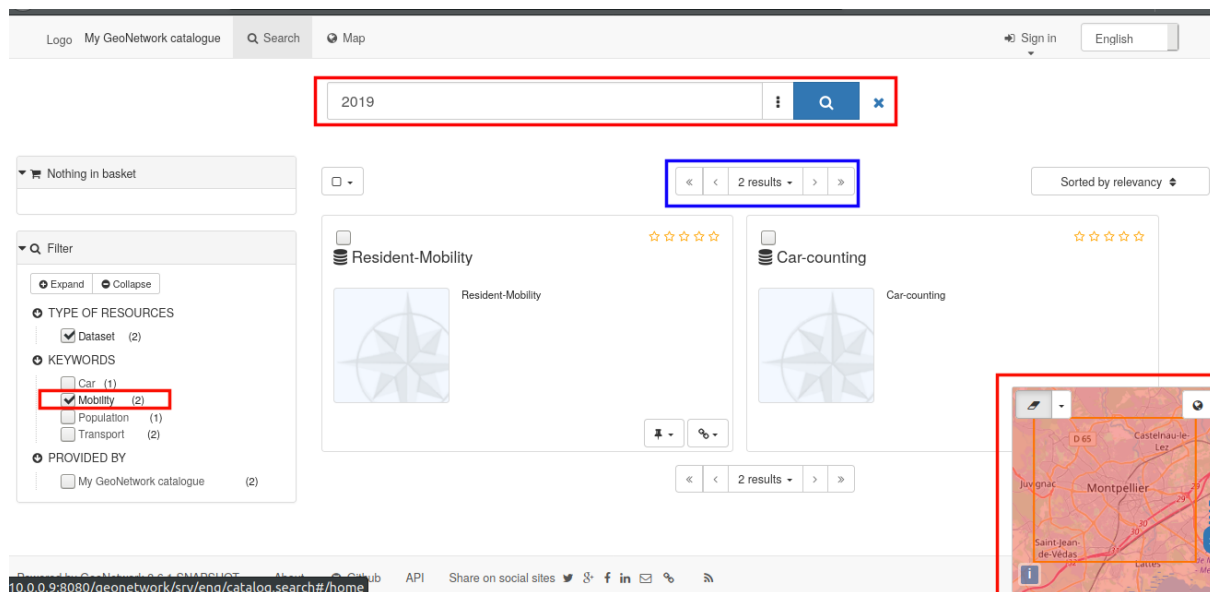 Logo My GeoNetwork catalogue Search Map Sign in English
2019
Nothing in basket
2 results
Sorted by relevancy
Filter
Expand Collapse
TYPE OF RESOURCES
Dataset (2)
KEYWORDS
Car (1)
Mobility (2)
Population (1)
Transport (2)
PROVIDED BY
My GeoNetwork catalogue (2)
Resident-Mobility
Resident-Mobility
Car-counting
Car-counting
2 results
D 65
Castelnau-le-
Lez
Juvignac
Montpellier
29
30
30
Saint-Jean-
de-Védas
Lattes
i
API Share on social sites
10.0.0.9:8080/geonetwork/srv/eng/catalog.search#/home